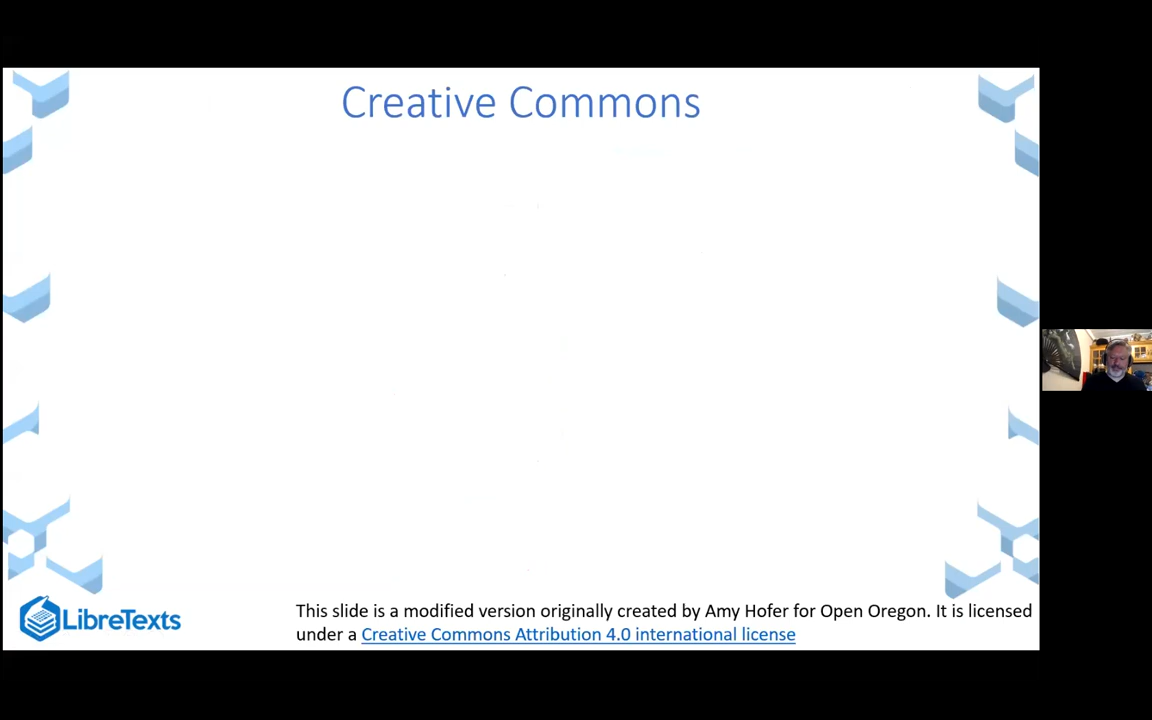 Creative Commons
LibreTexts
This slide is a modified version originally created by Amy Hofer for Open Oregon. It is licensed
under a Creative Commons Attribution 4.0 international license